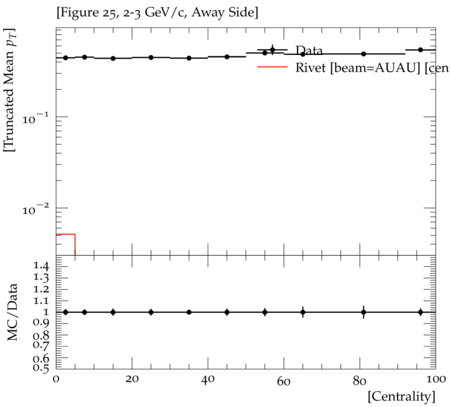 [Figure 25, 2-3 GeV/c, Away Side]
[Truncated Mean pT]
Data
Rivet [beam=AUAU] [cen
10−1
10−2
MC/Data
1.4
1.3
1.2
1.1
1
0.9
0.8
0.7
0.6
0.5
0 20 40 60 80 100
[Centrality]